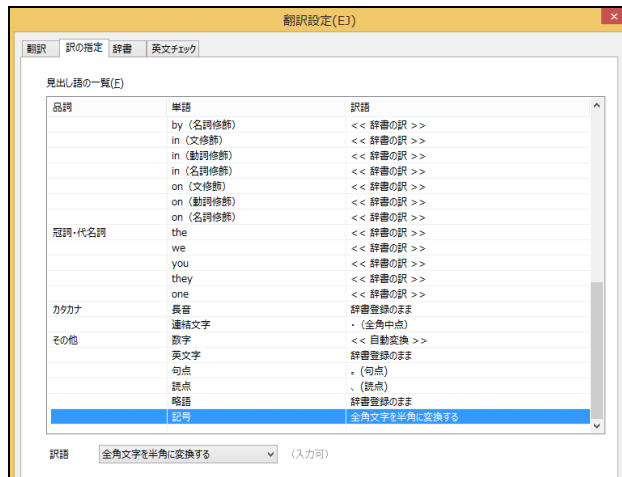 翻訳設定(EJ)
翻訳 訳の指定 辞書 英文チェック
見出し語の一覧(F)
品詞 単語 訳語
by（名詞修飾） << 辞書の訳 >>
in（文修飾） << 辞書の訳 >>
in（動詞修飾） << 辞書の訳 >>
in（名詞修飾） << 辞書の訳 >>
on（文修飾） << 辞書の訳 >>
on（動詞修飾） << 辞書の訳 >>
on（名詞修飾） << 辞書の訳 >>
冠詞・代名詞 the << 辞書の訳 >>
we << 辞書の訳 >>
you << 辞書の訳 >>
they << 辞書の訳 >>
one << 辞書の訳 >>
カタカナ 長音 辞書登録のまま
連結文字 ・（全角中点）
その他 数字 << 自動変換 >>
英文字 辞書登録のまま
句点 。(句点)
読点 、(読点)
略語 辞書登録のまま
記号 全角文字を半角に変換する
訳語 全角文字を半角に変換する （入力可）